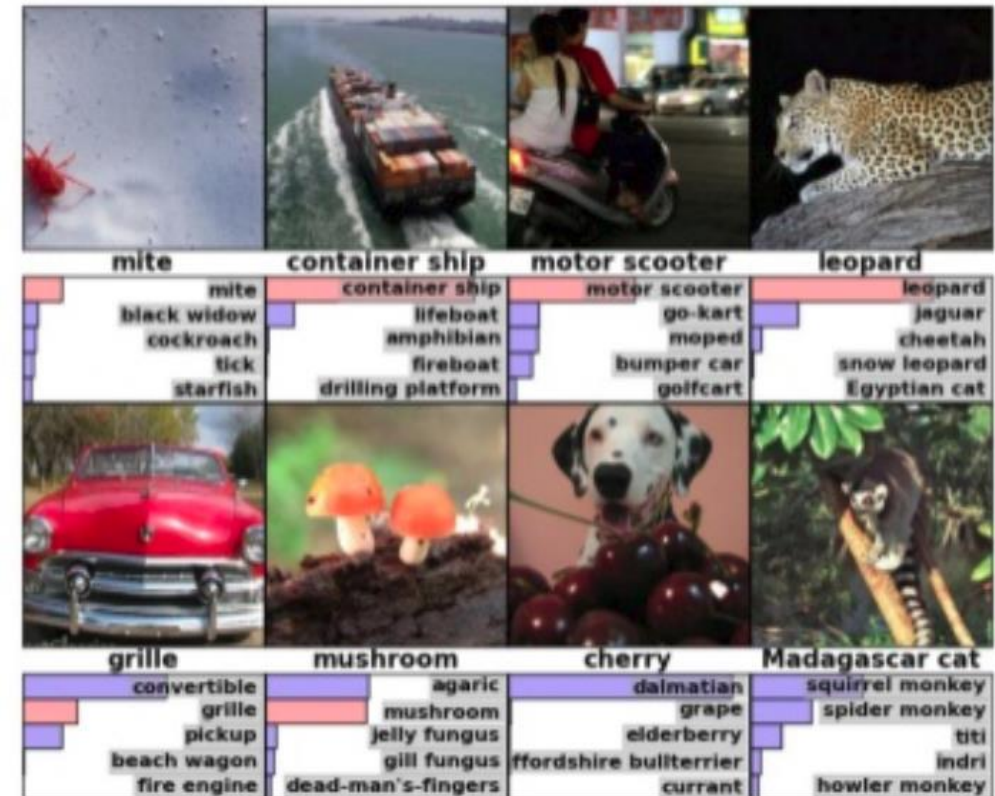 mite
container ship
motor scooter
leopard
mite
black widow
cockroach
tick
starfish
container ship
lifeboat
amphibian
fireboat
drilling platform
motor scooter
go-kart
moped
bumper car
golfcart
leopard
jaguar
cheetah
snow leopard
Egyptian cat
grille
mushroom
cherry
Madagascar cat
convertible
grille
pickup
beach wagon
fire engine
agaric
mushroom
jelly fungus
gill fungus
dead-man's-fingers
dalmatian
grape
elderberry
ffordshire bullterrier
currant
squirrel monkey
spider monkey
titi
indri
howler monkey